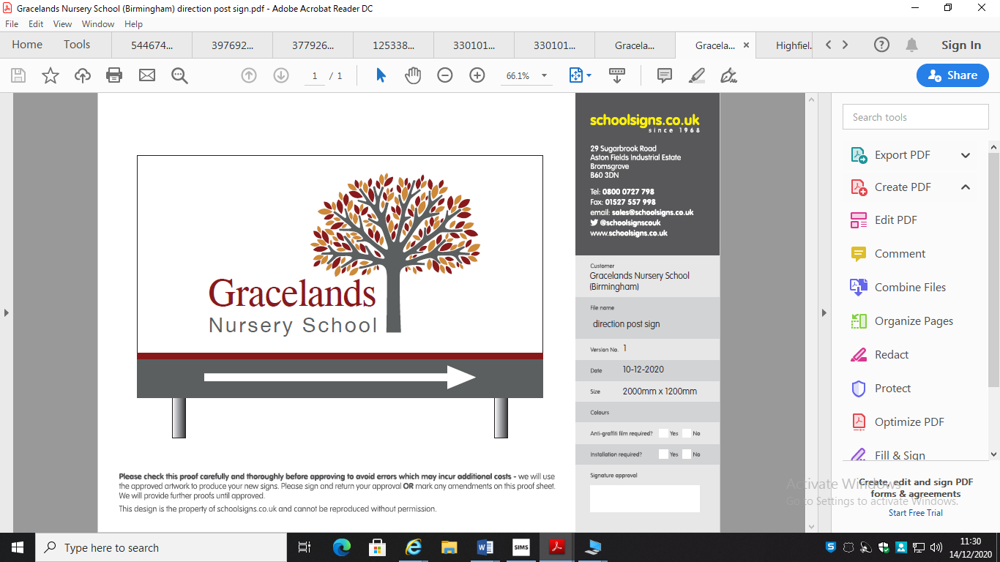 Gracelands Nursery School (Birmingham) direction post sign.pdf - Adobe Acrobat Reader DC
File Edit View Window Help
Home Tools 544674... 397692... 377926... 125338... 330101... 330101... Gracela... Gracela... Highfiel. Sign In
1 / 1 66.1% Share
schoolsigns.co.uk
since 1968
29 Sugarbrook Road
Aston Fields Industrial Estate
Bromsgrove
B60 3DN
Tel: 0800 0727 798
Fax: 01527 557 998
email: sales@schoolsigns.co.uk
@schoolsignscouk
www.schoolsigns.co.uk
Gracelands
Nursery School
Customer
Gracelands Nursery School
(Birmingham)
File name
direction post sign
Version No. 1
Date 10-12-2020
Size 2000mm x 1200mm
Colours
Anti-graffiti film required? Yes No
Installation required? Yes No
Signature approval
Please check this proof carefully and thoroughly before approving to avoid errors which may incur additional costs - we will use
the approved artwork to produce your new signs. Please sign and return your approval OR mark any amendments on this proof sheet.
We will provide further proofs until approved.
This design is the property of schoolsigns.co.uk and cannot be reproduced without permission.
Search tools
Export PDF
Create PDF
Edit PDF
Comment
Combine Files
Organize Pages
Redact
Protect
Optimize PDF
Fill & Sign
Create, edit and sign PDF
forms & agreements
Start Free Trial
Activate Windows
Go to Settings to activate Windows.
Type here to search
SIMS
11:30
14/12/2020